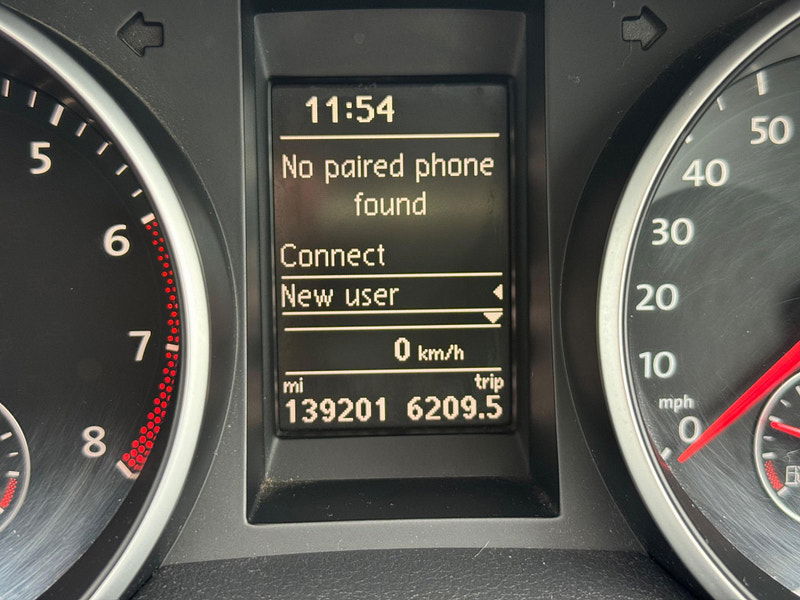 11:54
No paired phone
found
Connect
New user
0 km/h
mi trip
139201 6209.5
5
6
7
8
50
40
30
20
10
mph
0